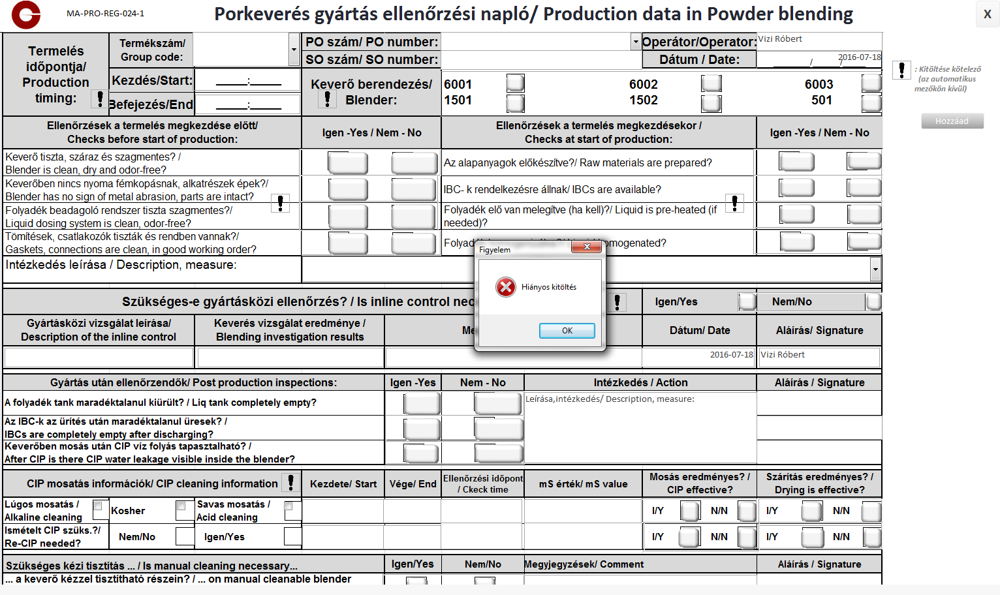 MA-PRO-REG-024-1
Porkeverés gyártás ellenőrzési napló/ Production data in Powder blending
X
Termelés
időpontja/
Production
timing:
Termékszám/
Group code:
PO szám/ PO number:
Operátor/Operator:
Vizi Róbert
SO szám/ SO number:
Dátum / Date:
2016-07-18
____/____/____
Kezdés/Start:
_____:_____
Befejezés/End
_____:_____
Keverő berendezés/
Blender:
6001
6002
6003
1501
1502
501
: Kitöltése kötelező
(az automatikus
mezőkön kívül)
Hozzáad
Ellenőrzések a termelés megkezdése előtt/
Checks before start of production:
Igen -Yes / Nem - No
Ellenőrzések a termelés megkezdésekor /
Checks at start of production:
Igen -Yes / Nem - No
Keverő tiszta, száraz és szagmentes? /
Blender is clean, dry and odor-free?
Az alapanyagok előkészítve?/ Raw materials are prepared?
Keverőben nincs nyoma fémkopásnak, alkatrészek épek?/
Blender has no sign of metal abrasion, parts are intact?
IBC- k rendelkezésre állnak/ IBCs are available?
Folyadék beadagoló rendszer tiszta szagmentes?/
Liquid dosing system is clean, odor-free?
Folyadék elő van melegítve (ha kell)?/ Liquid is pre-heated (if
needed)?
Tömítések, csatlakozók tiszták és rendben vannak?/
Gaskets, connections are clean, in good working order?
Intézkedés leírása / Description, measure:
Figyelem
Hiányos kitöltés
OK
Szükséges-e gyártásközi ellenőrzés? / Is inline control
Igen/Yes
Nem/No
Gyártásközi vizsgálat leírása/
Description of the inline control
Keverés vizsgálat eredménye /
Blending investigation results
Dátum/ Date
Aláírás/ Signature
2016-07-18
Vizi Róbert
Gyártás után ellenőrzendők/ Post production inspections:
Igen -Yes
Nem - No
Intézkedés / Action
Aláírás / Signature
A folyadék tank maradéktalanul kiürült? / Liq tank completely empty?
Leírása,intézkedés/ Description, measure:
Az IBC-k az ürítés után maradéktalanul üresek? /
IBCs are completely empty after discharging?
Keverőben mosás után CIP víz folyás tapasztalható? /
After CIP is there CIP water leakage visible inside the blender?
CIP mosatás információk/ CIP cleaning information
Kezdete/ Start
Vége/ End
Ellenőrzési időpont
/ Ckeck time
mS érték/ mS value
Mosás eredményes? /
CIP effective?
Szárítás eredményes? /
Drying is effective?
Lúgos mosatás /
Alkaline cleaning
Kosher
Savas mosatás /
Acid cleaning
I/Y
N/N
I/Y
N/N
Ismételt CIP szüks.?/
Re-CIP needed?
Nem/No
Igen/Yes
I/Y
N/N
I/Y
N/N
Szükséges kézi tisztítás ... / Is manual cleaning necessary...
Igen/Yes
Nem/No
Megyjegyzések/ Comment
Aláírás / Signature
... a keverő kézzel tisztítható részein? / ... on manual cleanable blender